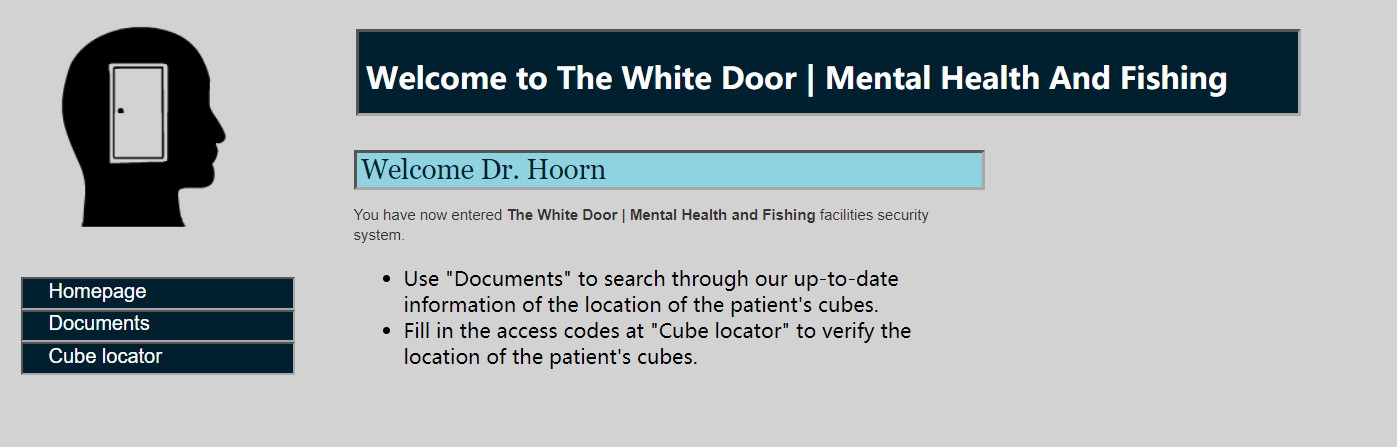 Welcome to The White Door | Mental Health And Fishing
Welcome Dr. Hoorn
You have now entered The White Door | Mental Health and Fishing facilities security
system.
Homepage
Documents
Cube locator
• Use "Documents" to search through our up-to-date
information of the location of the patient's cubes.
• Fill in the access codes at "Cube locator" to verify the
location of the patient's cubes.